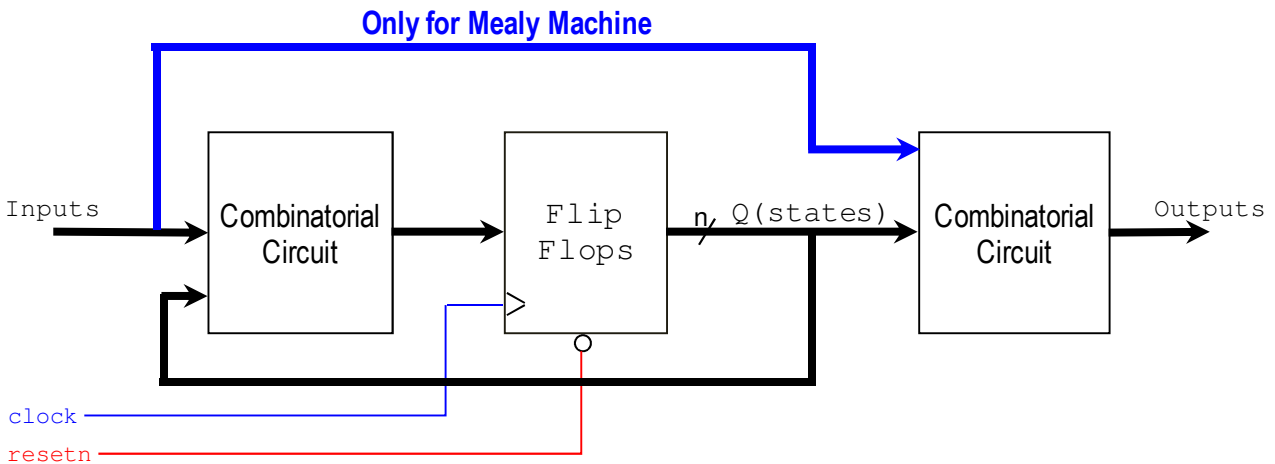 Only for Mealy Machine
Inputs
Combinatorial
Circuit
Flip
Flops
n
Q(states)
Combinatorial
Circuit
Outputs
clock
resetn